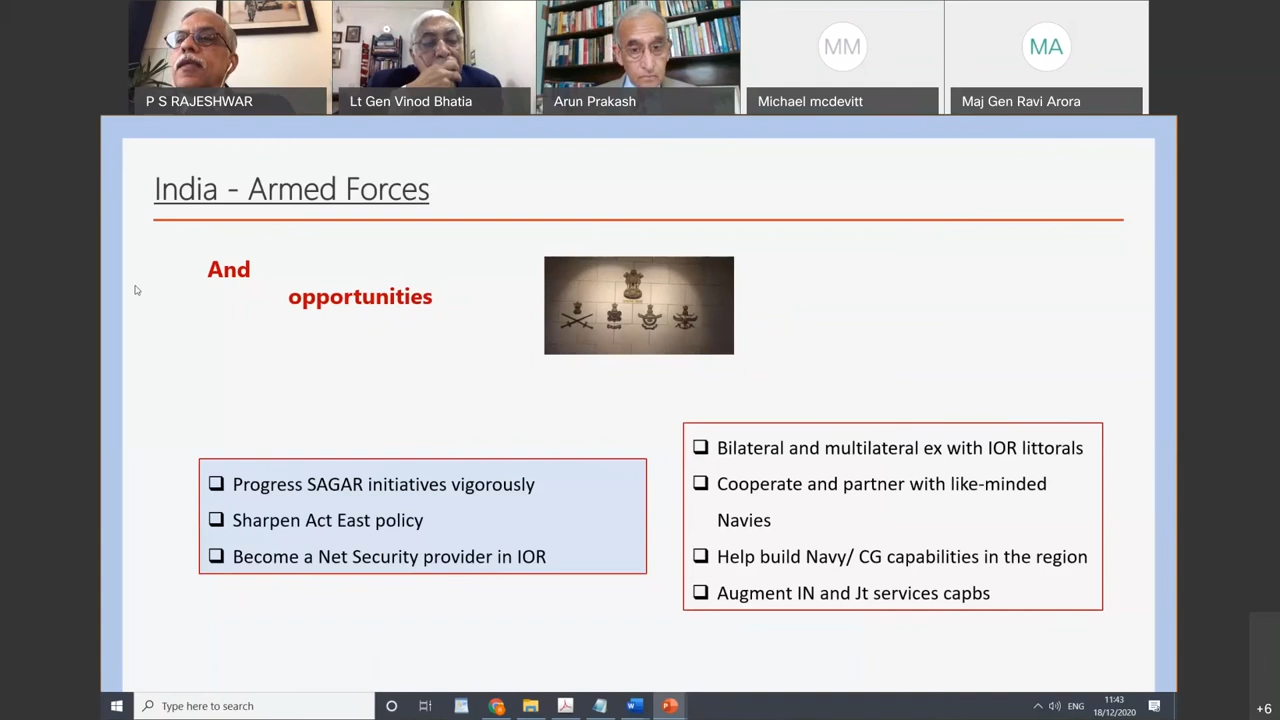 P S RAJESHWAR
Lt Gen Vinod Bhatia
Arun Prakash
MM
Michael mcdevitt
MA
Maj Gen Ravi Arora
India - Armed Forces
And
opportunities
Progress SAGAR initiatives vigorously
Sharpen Act East policy
Become a Net Security provider in IOR
Bilateral and multilateral ex with IOR littorals
Cooperate and partner with like-minded
Navies
Help build Navy/ CG capabilities in the region
Augment IN and Jt services capbs
Type here to search
ENG
11:43
18/12/2020
+6